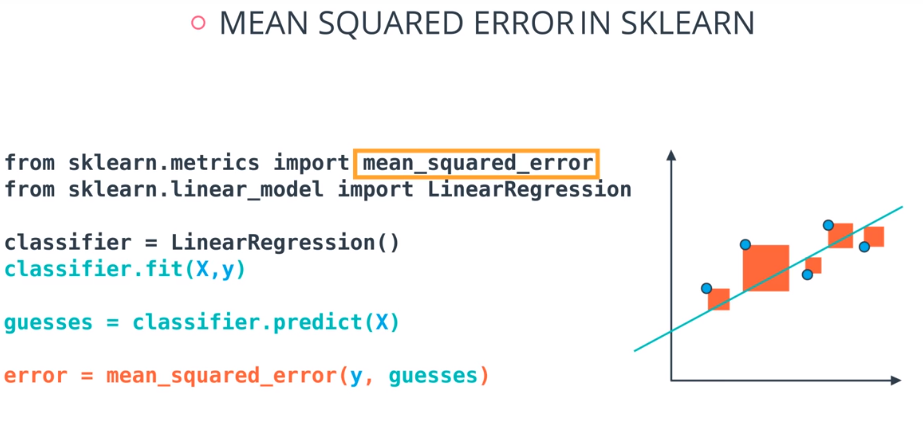 MEAN SQUARED ERROR IN SKLEARN
from sklearn.metrics import mean_squared_error
from sklearn.linear_model import LinearRegression
classifier = LinearRegression()
classifier.fit(X,y)
guesses = classifier.predict(X)
error = mean_squared_error(y, guesses)